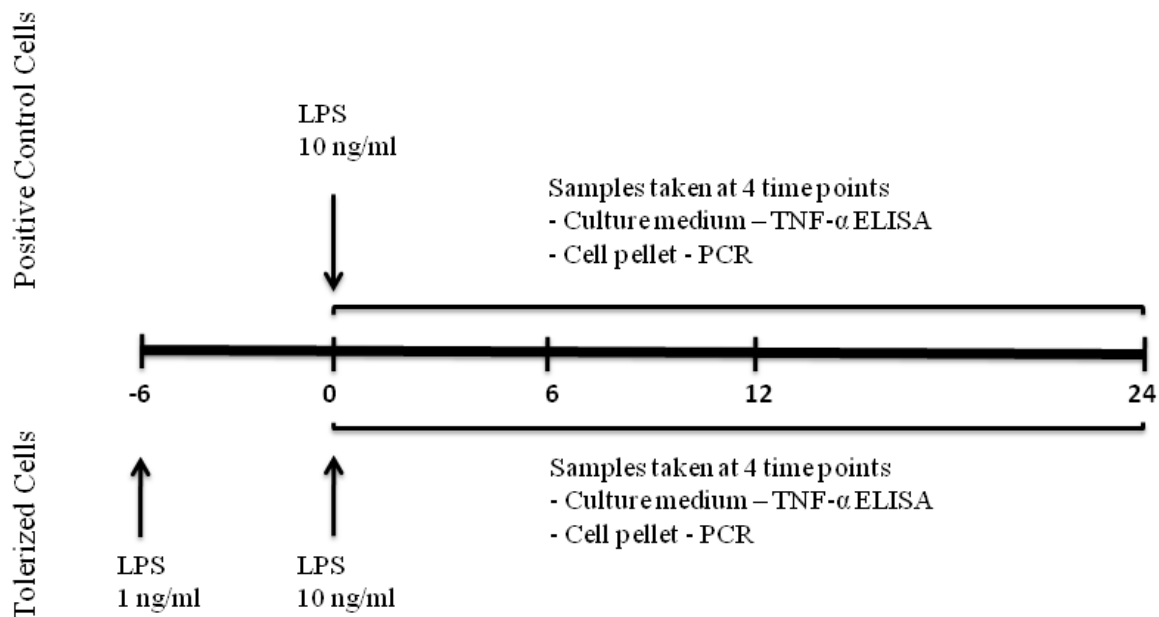 Positive Control Cells
LPS
10 ng/ml
Samples taken at 4 time points
- Culture medium – TNF-α ELISA
- Cell pellet - PCR
-6
0
6
12
24
Tolerized Cells
LPS
1 ng/ml
LPS
10 ng/ml
Samples taken at 4 time points
- Culture medium – TNF-α ELISA
- Cell pellet - PCR